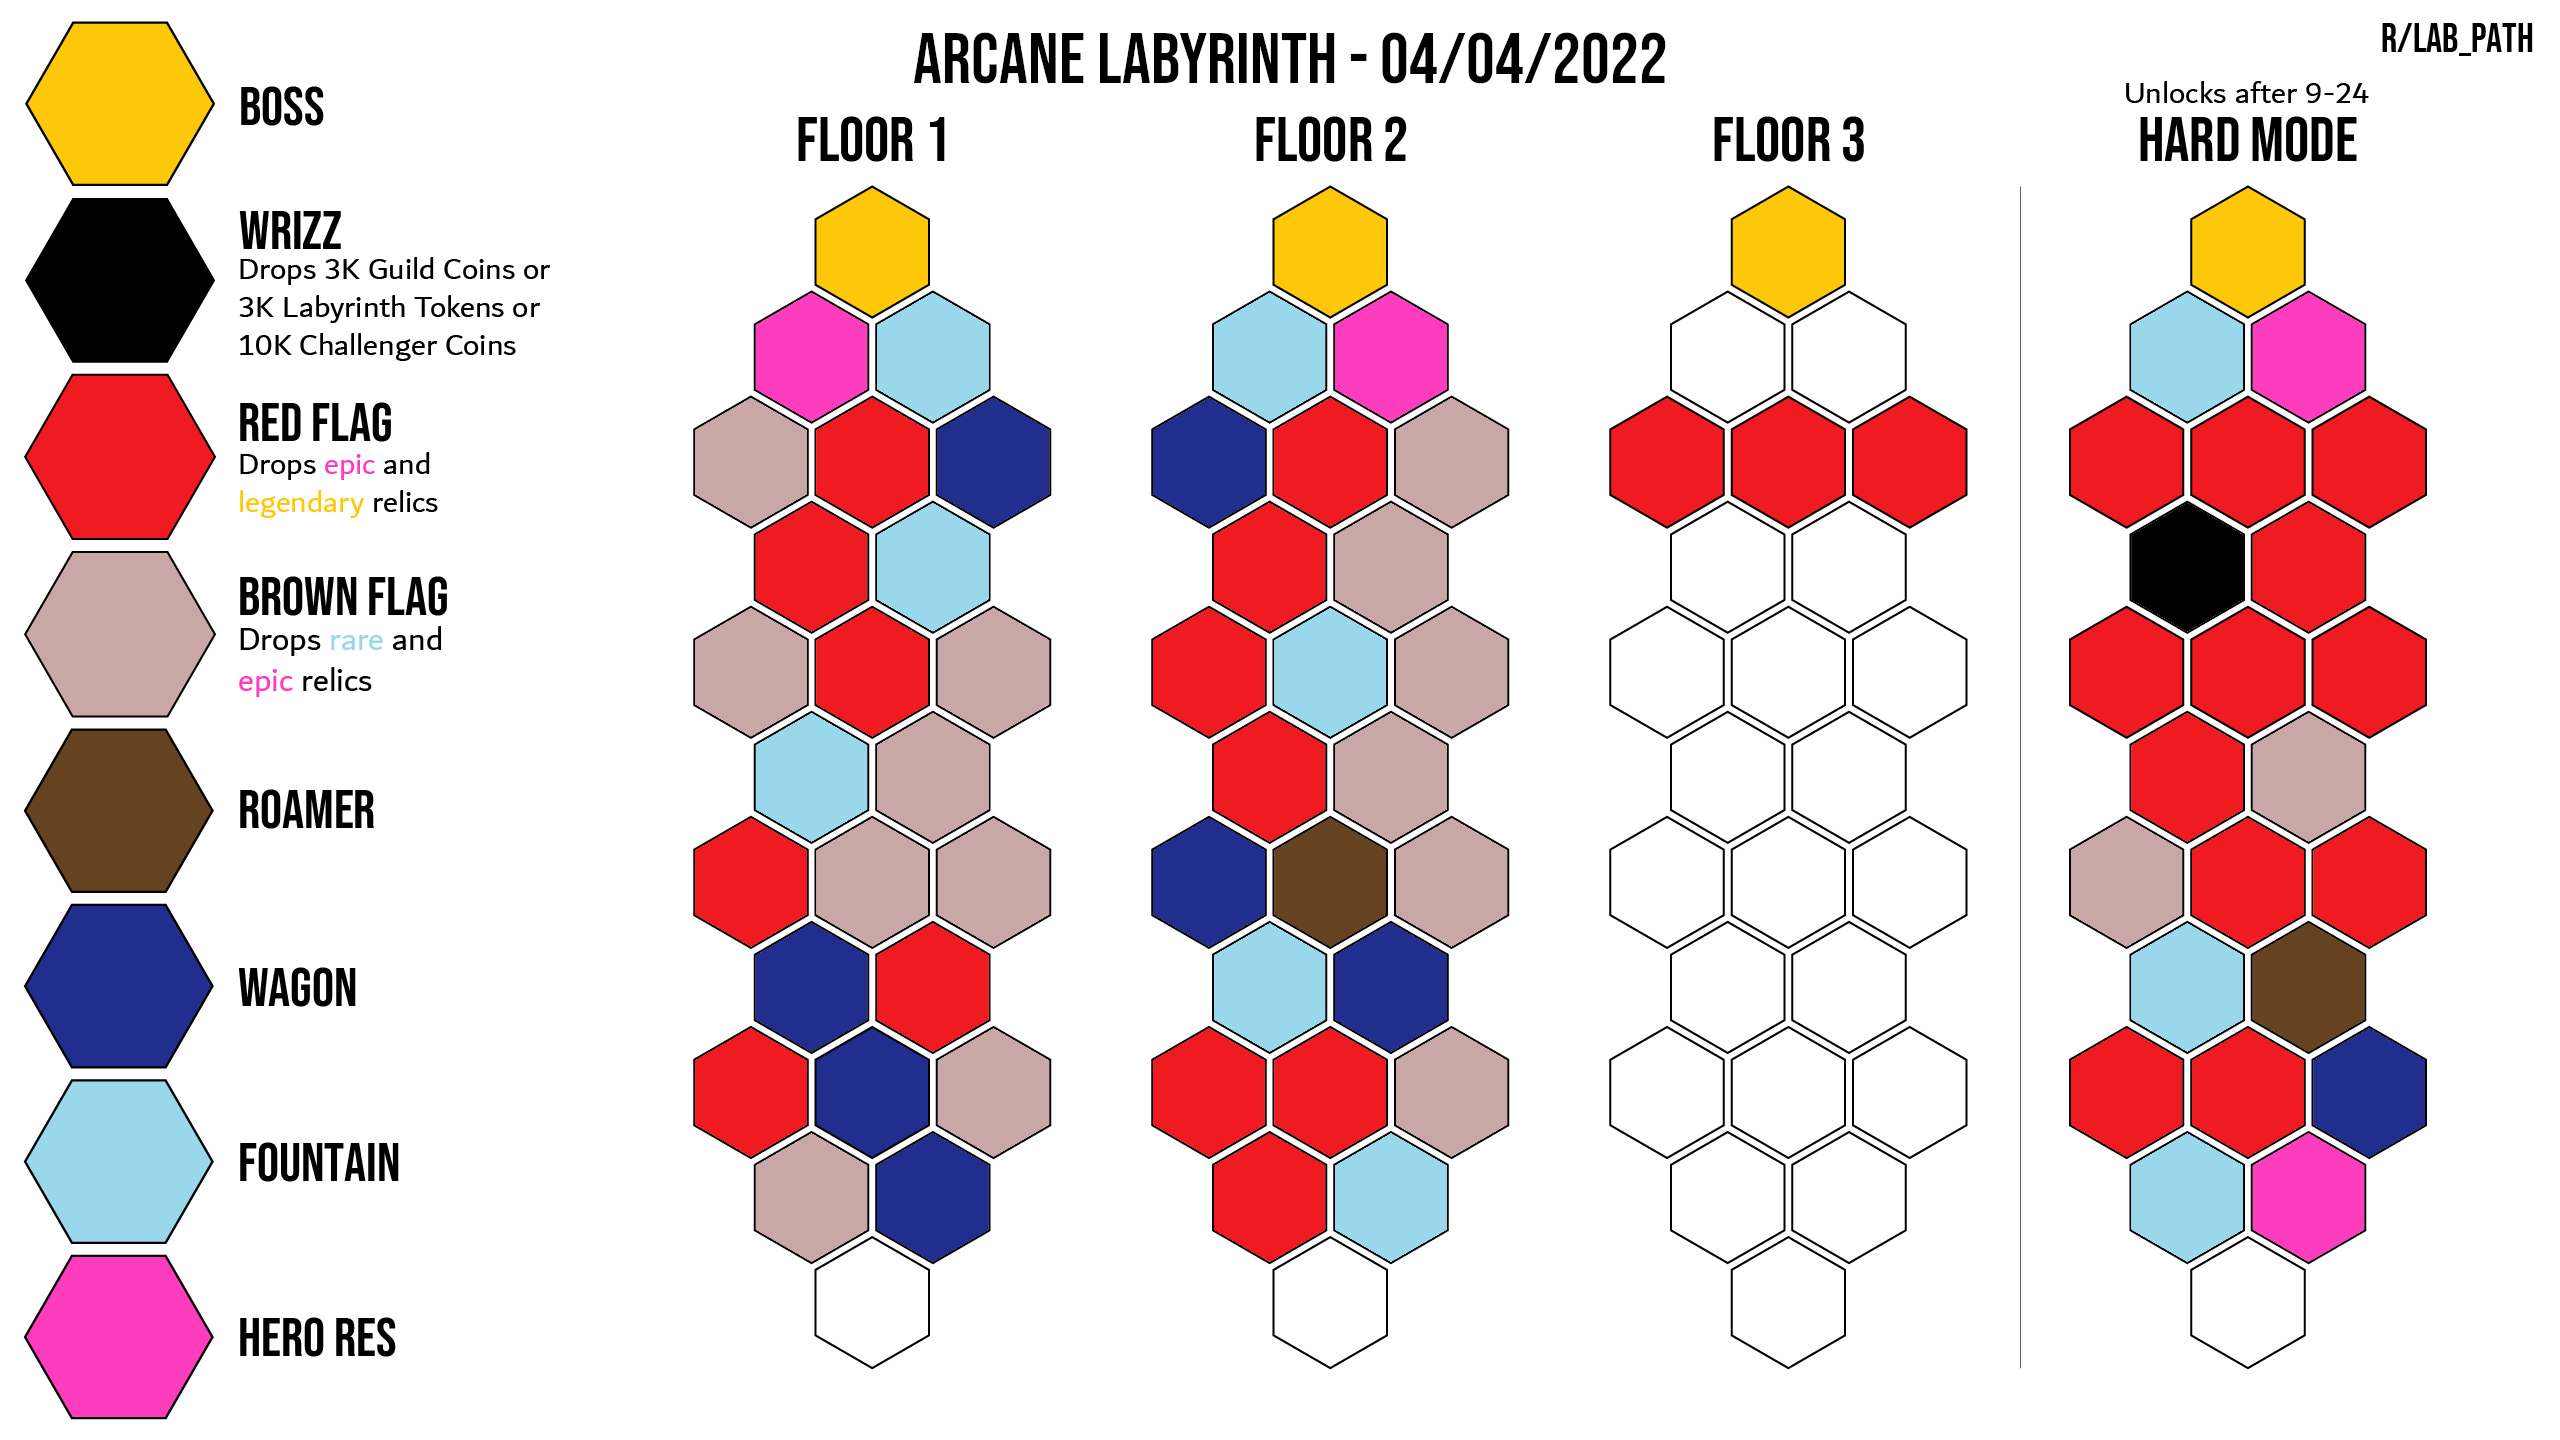 R/LAB_PATH
ARCANE LABYRINTH - 04/04/2022
FLOOR 1
FLOOR 2
FLOOR 3
Unlocks after 9-24
HARD MODE
BOSS
WRIZZ
Drops 3K Guild Coins or
3K Labyrinth Tokens or
10K Challenger Coins
RED FLAG
Drops epic and
legendary relics
BROWN FLAG
Drops rare and
epic relics
ROAMER
WAGON
FOUNTAIN
HERO RES